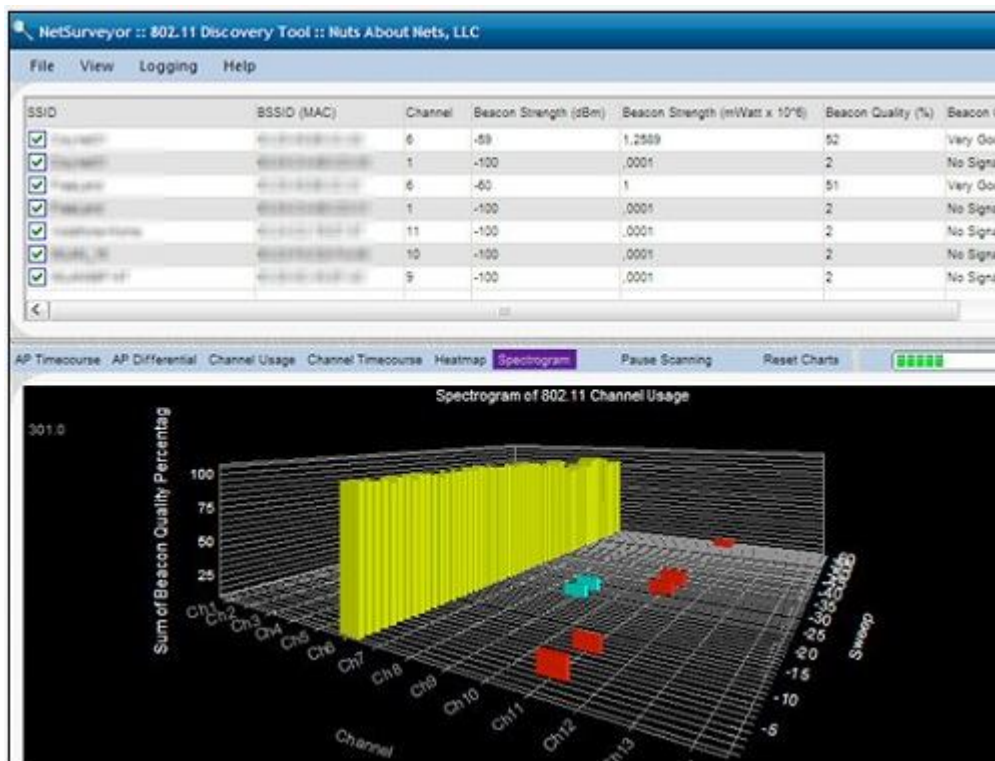 NetSurveyor :: 802.11 Discovery Tool :: Nuts About Nets, LLC
File View Logging Help
SSID BSSID (MAC) Channel Beacon Strength (dBm) Beacon Strength (mWatt x 10^6) Beacon Quality (%) Beacon
6 -59 1,2589 52 Very Goo
1 -100 ,0001 2 No Signa
6 -60 1 51 Very Goo
1 -100 ,0001 2 No Signa
11 -100 ,0001 2 No Signa
10 -100 ,0001 2 No Signa
9 -100 ,0001 2 No Signa
AP Timecourse AP Differential Channel Usage Channel Timecourse Heatmap Spectrogram Pause Scanning Reset Charts
Spectrogram of 802.11 Channel Usage
301.0
Sum of Beacon Quality Percentag
100
75
50
25
Ch1
Ch2
Ch3
Ch4
Ch5
Ch6
Ch7
Ch8
Ch9
Ch10
Ch11
Ch12
Ch13
Channel
-25
-20
-15
-10
-5
Sweep